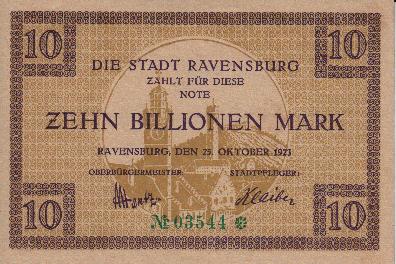 10 10
DIE STADT RAVENSBURG
ZAHLT FÜR DIESE
NOTE
ZEHN BILLIONEN MARK
RAVENSBURG, DEN 25. OKTOBER 1923
OBERBÜRGERMEISTER: STADTPFLEGER:
Klaiber
10 10
№ 03544 *